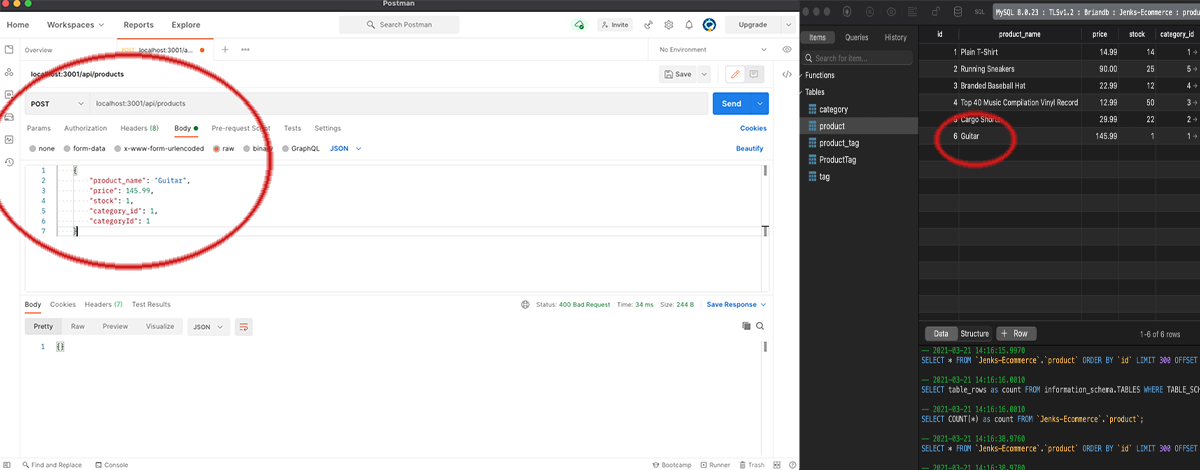 Postman
Home Workspaces Reports Explore Search Postman Invite Upgrade
Overview localhost:3001/a... No Environment
localhost:3001/api/products Save
POST localhost:3001/api/products Send
Params Authorization Headers (8) Body Pre-request Script Tests Settings Cookies
none form-data x-www-form-urlencoded raw binary GraphQL JSON Beautify
1 {
2 "product_name": "Guitar",
3 "price": 145.99,
4 "stock": 1,
5 "category_id": 1,
6 "categoryId": 1
7 }
Body Cookies Headers (7) Test Results Status: 400 Bad Request Time: 34 ms Size: 244 B Save Response
Pretty Raw Preview Visualize JSON
1 {}
Find and Replace Console Bootcamp Runner Trash
SQL MySQL 8.0.23 : TLSv1.2 : Briandb : Jenks-Ecommerce : produ
Items Queries History
Search for item...
Functions
Tables
category
product
product_tag
ProductTag
tag
id product_name price stock category_id
1 Plain T-Shirt 14.99 14 1
2 Running Sneakers 90.00 25 5
3 Branded Baseball Hat 22.99 12 4
4 Top 40 Music Compilation Vinyl Record 12.99 50 3
5 Cargo Shorts 29.99 22 2
6 Guitar 145.99 1 1
Data Structure + Row 1-6 of 6 rows
-- 2021-03-21 14:16:15.9970
SELECT * FROM `Jenks-Ecommerce`.`product` ORDER BY `id` LIMIT 300 OFFSET
-- 2021-03-21 14:16:16.0010
SELECT table_rows as count FROM information_schema.TABLES WHERE TABLE_SCH
-- 2021-03-21 14:16:16.0010
SELECT COUNT(*) as count FROM `Jenks-Ecommerce`.`product`;
-- 2021-03-21 14:16:38.9760
SELECT * FROM `Jenks-Ecommerce`.`product` ORDER BY `id` LIMIT 300 OFFSET